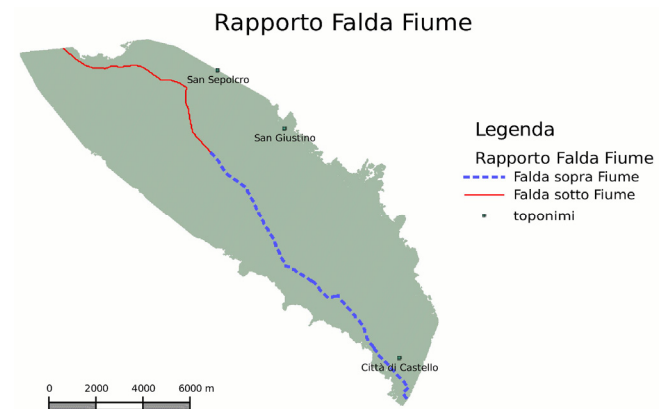 Rapporto Falda Fiume
San Sepolcro
San Giustino
Legenda
Rapporto Falda Fiume
Falda sopra Fiume
Falda sotto Fiume
toponimi
Città di Castello
0 2000 4000 6000 m